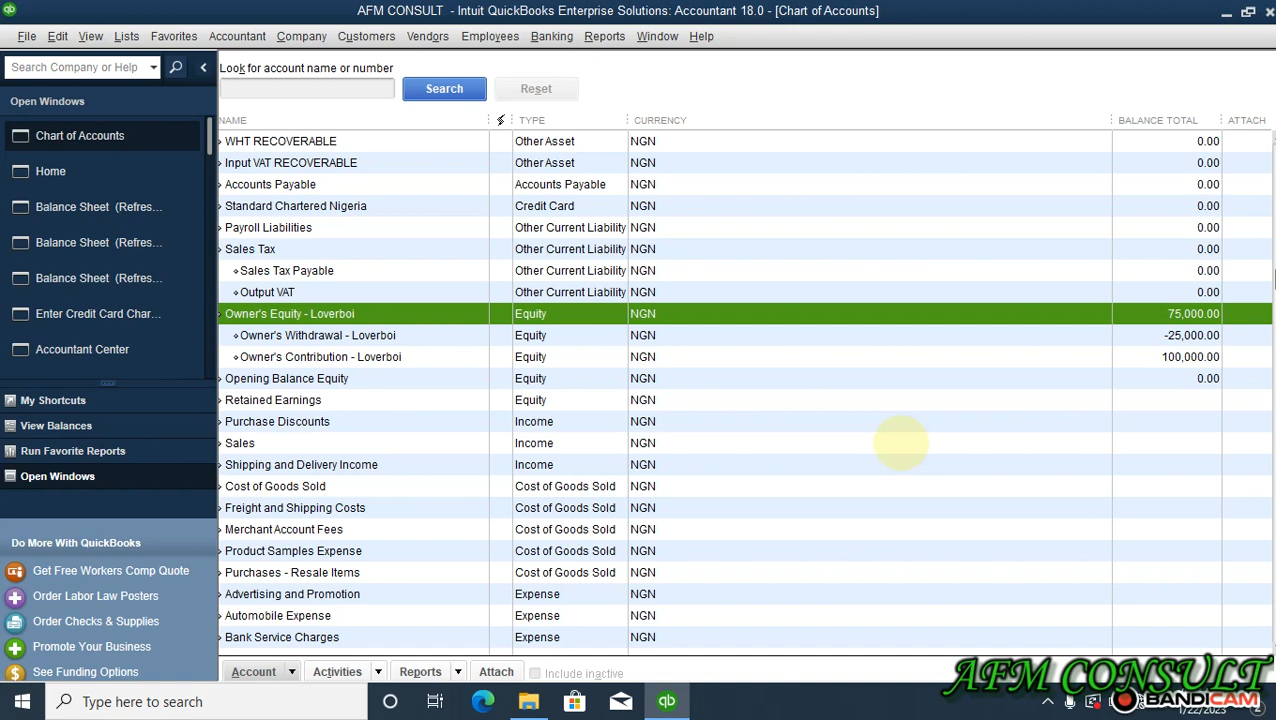 AFM CONSULT - Intuit QuickBooks Enterprise Solutions: Accountant 18.0 - [Chart of Accounts]
File Edit View Lists Favorites Accountant Company Customers Vendors Employees Banking Reports Window Help
Search Company or Help
Open Windows
Chart of Accounts
Home
Balance Sheet (Refres...
Balance Sheet (Refres...
Balance Sheet (Refres...
Enter Credit Card Char...
Accountant Center
My Shortcuts
View Balances
Run Favorite Reports
Open Windows
Do More With QuickBooks
Get Free Workers Comp Quote
Order Labor Law Posters
Order Checks & Supplies
Promote Your Business
See Funding Options
Look for account name or number
Search Reset
NAME TYPE CURRENCY BALANCE TOTAL ATTACH
WHT RECOVERABLE Other Asset NGN 0.00
Input VAT RECOVERABLE Other Asset NGN 0.00
Accounts Payable Accounts Payable NGN 0.00
Standard Chartered Nigeria Credit Card NGN 0.00
Payroll Liabilities Other Current Liability NGN 0.00
Sales Tax Other Current Liability NGN 0.00
Sales Tax Payable Other Current Liability NGN 0.00
Output VAT Other Current Liability NGN 0.00
Owner's Equity - Loverboi Equity NGN 75,000.00
Owner's Withdrawal - Loverboi Equity NGN -25,000.00
Owner's Contribution - Loverboi Equity NGN 100,000.00
Opening Balance Equity Equity NGN 0.00
Retained Earnings Equity NGN
Purchase Discounts Income NGN
Sales Income NGN
Shipping and Delivery Income Income NGN
Cost of Goods Sold Cost of Goods Sold NGN
Freight and Shipping Costs Cost of Goods Sold NGN
Merchant Account Fees Cost of Goods Sold NGN
Product Samples Expense Cost of Goods Sold NGN
Purchases - Resale Items Cost of Goods Sold NGN
Advertising and Promotion Expense NGN
Automobile Expense Expense NGN
Bank Service Charges Expense NGN
Account Activities Reports Attach Include inactive
AFM CONSULT
BANDICAM
Type here to search
1/22/2023